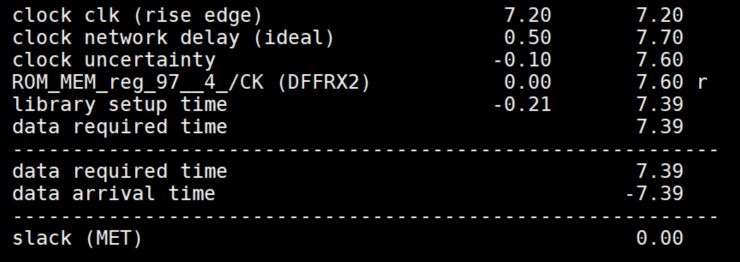 clock clk (rise edge) 7.20 7.20
clock network delay (ideal) 0.50 7.70
clock uncertainty -0.10 7.60
ROM_MEM_reg_97__4_/CK (DFFRX2) 0.00 7.60 r
library setup time -0.21 7.39
data required time 7.39
-----------------------------------------------------------
data required time 7.39
data arrival time -7.39
-----------------------------------------------------------
slack (MET) 0.00